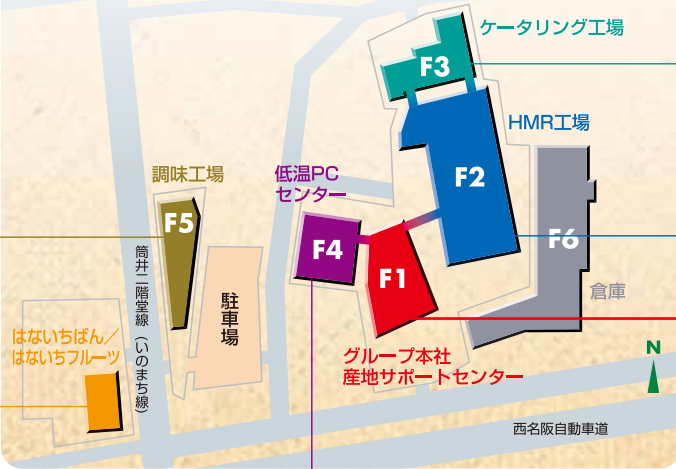 ケータリング工場
F3
HMR工場
F2
調味工場
低温PC
センター
F5
F4
F1
F6
倉庫
筒井二階堂線（いのまち線）
駐車場
はないちばん／
はないちフルーツ
グループ本社
産地サポートセンター
N
西名阪自動車道